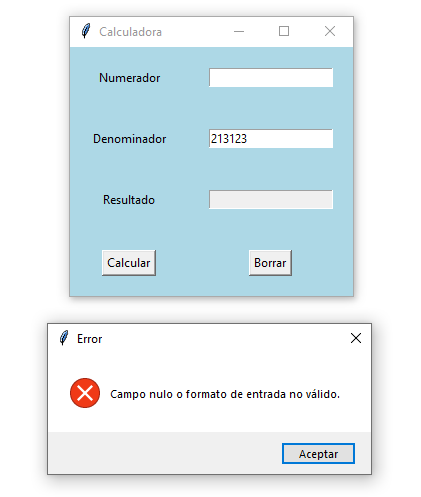 Calculadora
Numerador
Denominador 213123
Resultado
Calcular Borrar
Error
Campo nulo o formato de entrada no válido.
Aceptar